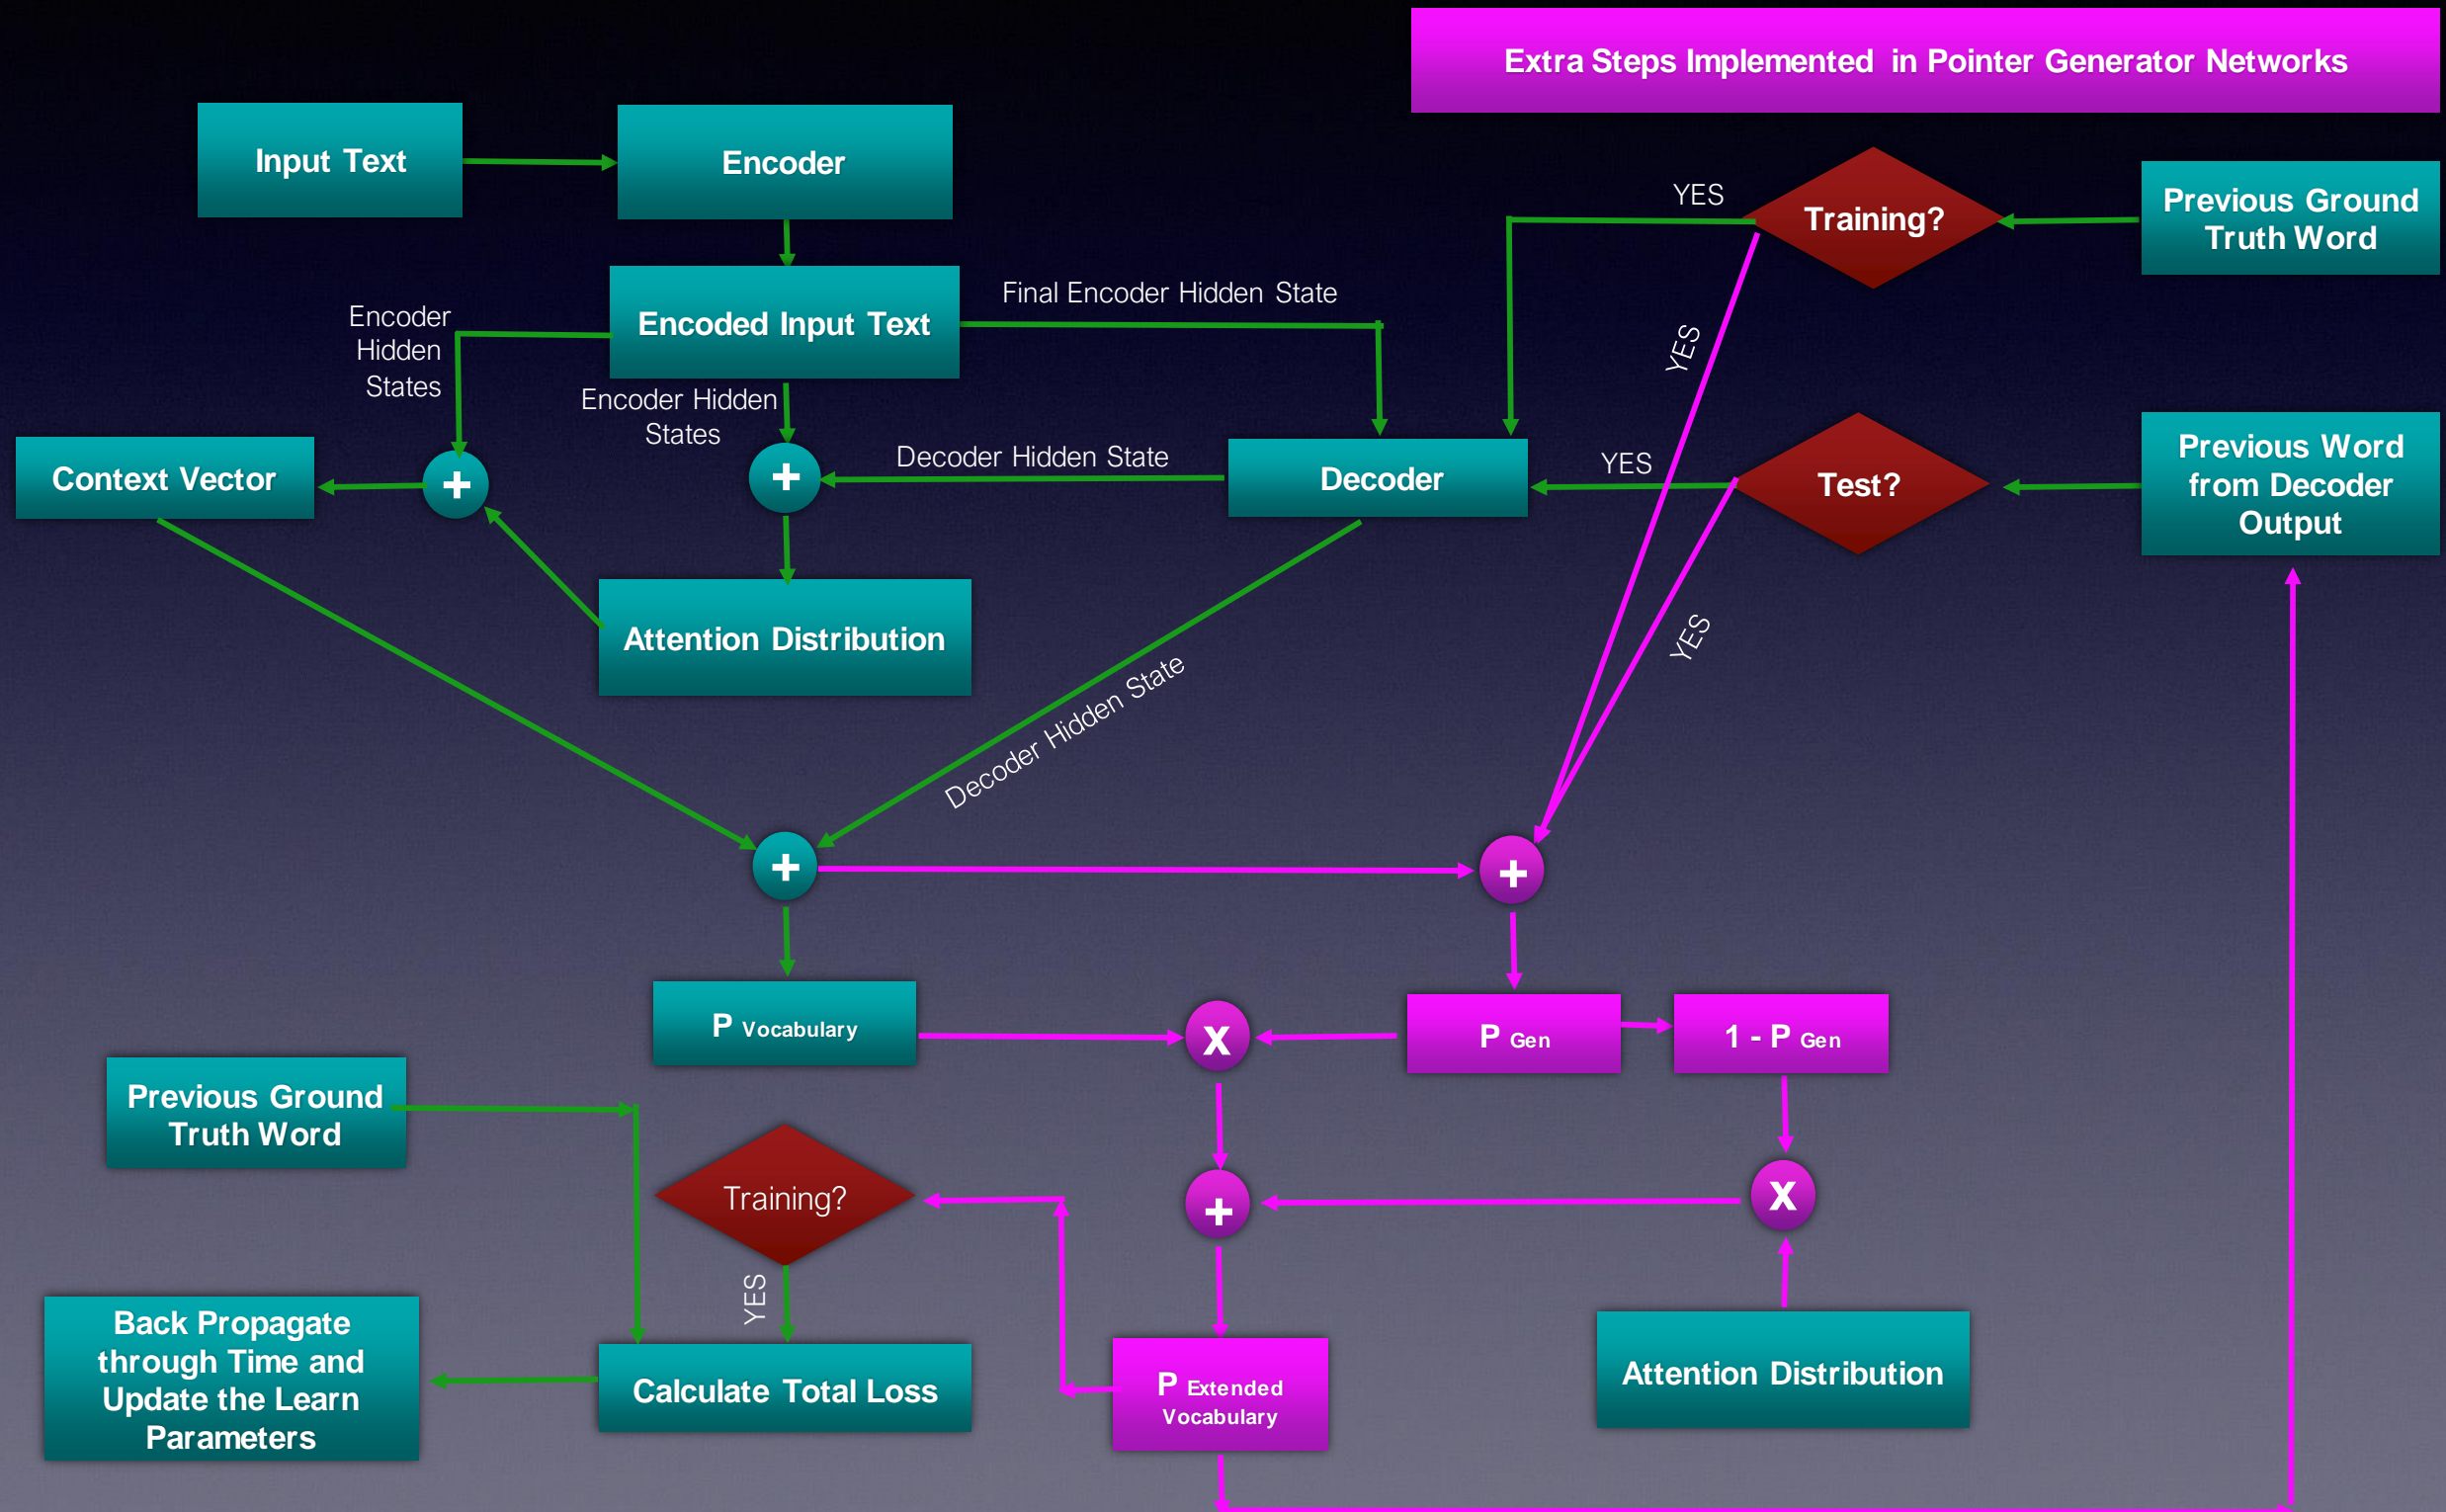 Extra Steps Implemented in Pointer Generator Networks
Input Text
Encoder
YES
Training?
Previous Ground
Truth Word
Encoder
Hidden
States
Encoded Input Text
Final Encoder Hidden State
YES
Encoder Hidden
States
Context Vector
+
+
Decoder Hidden State
Decoder
YES
Test?
Previous Word
from Decoder
Output
Attention Distribution
Decoder Hidden State
YES
+
+
P Vocabulary
X
P Gen
1 - P Gen
Previous Ground
Truth Word
Training?
+
X
YES
Back Propagate
through Time and
Update the Learn
Parameters
Calculate Total Loss
P Extended
Vocabulary
Attention Distribution